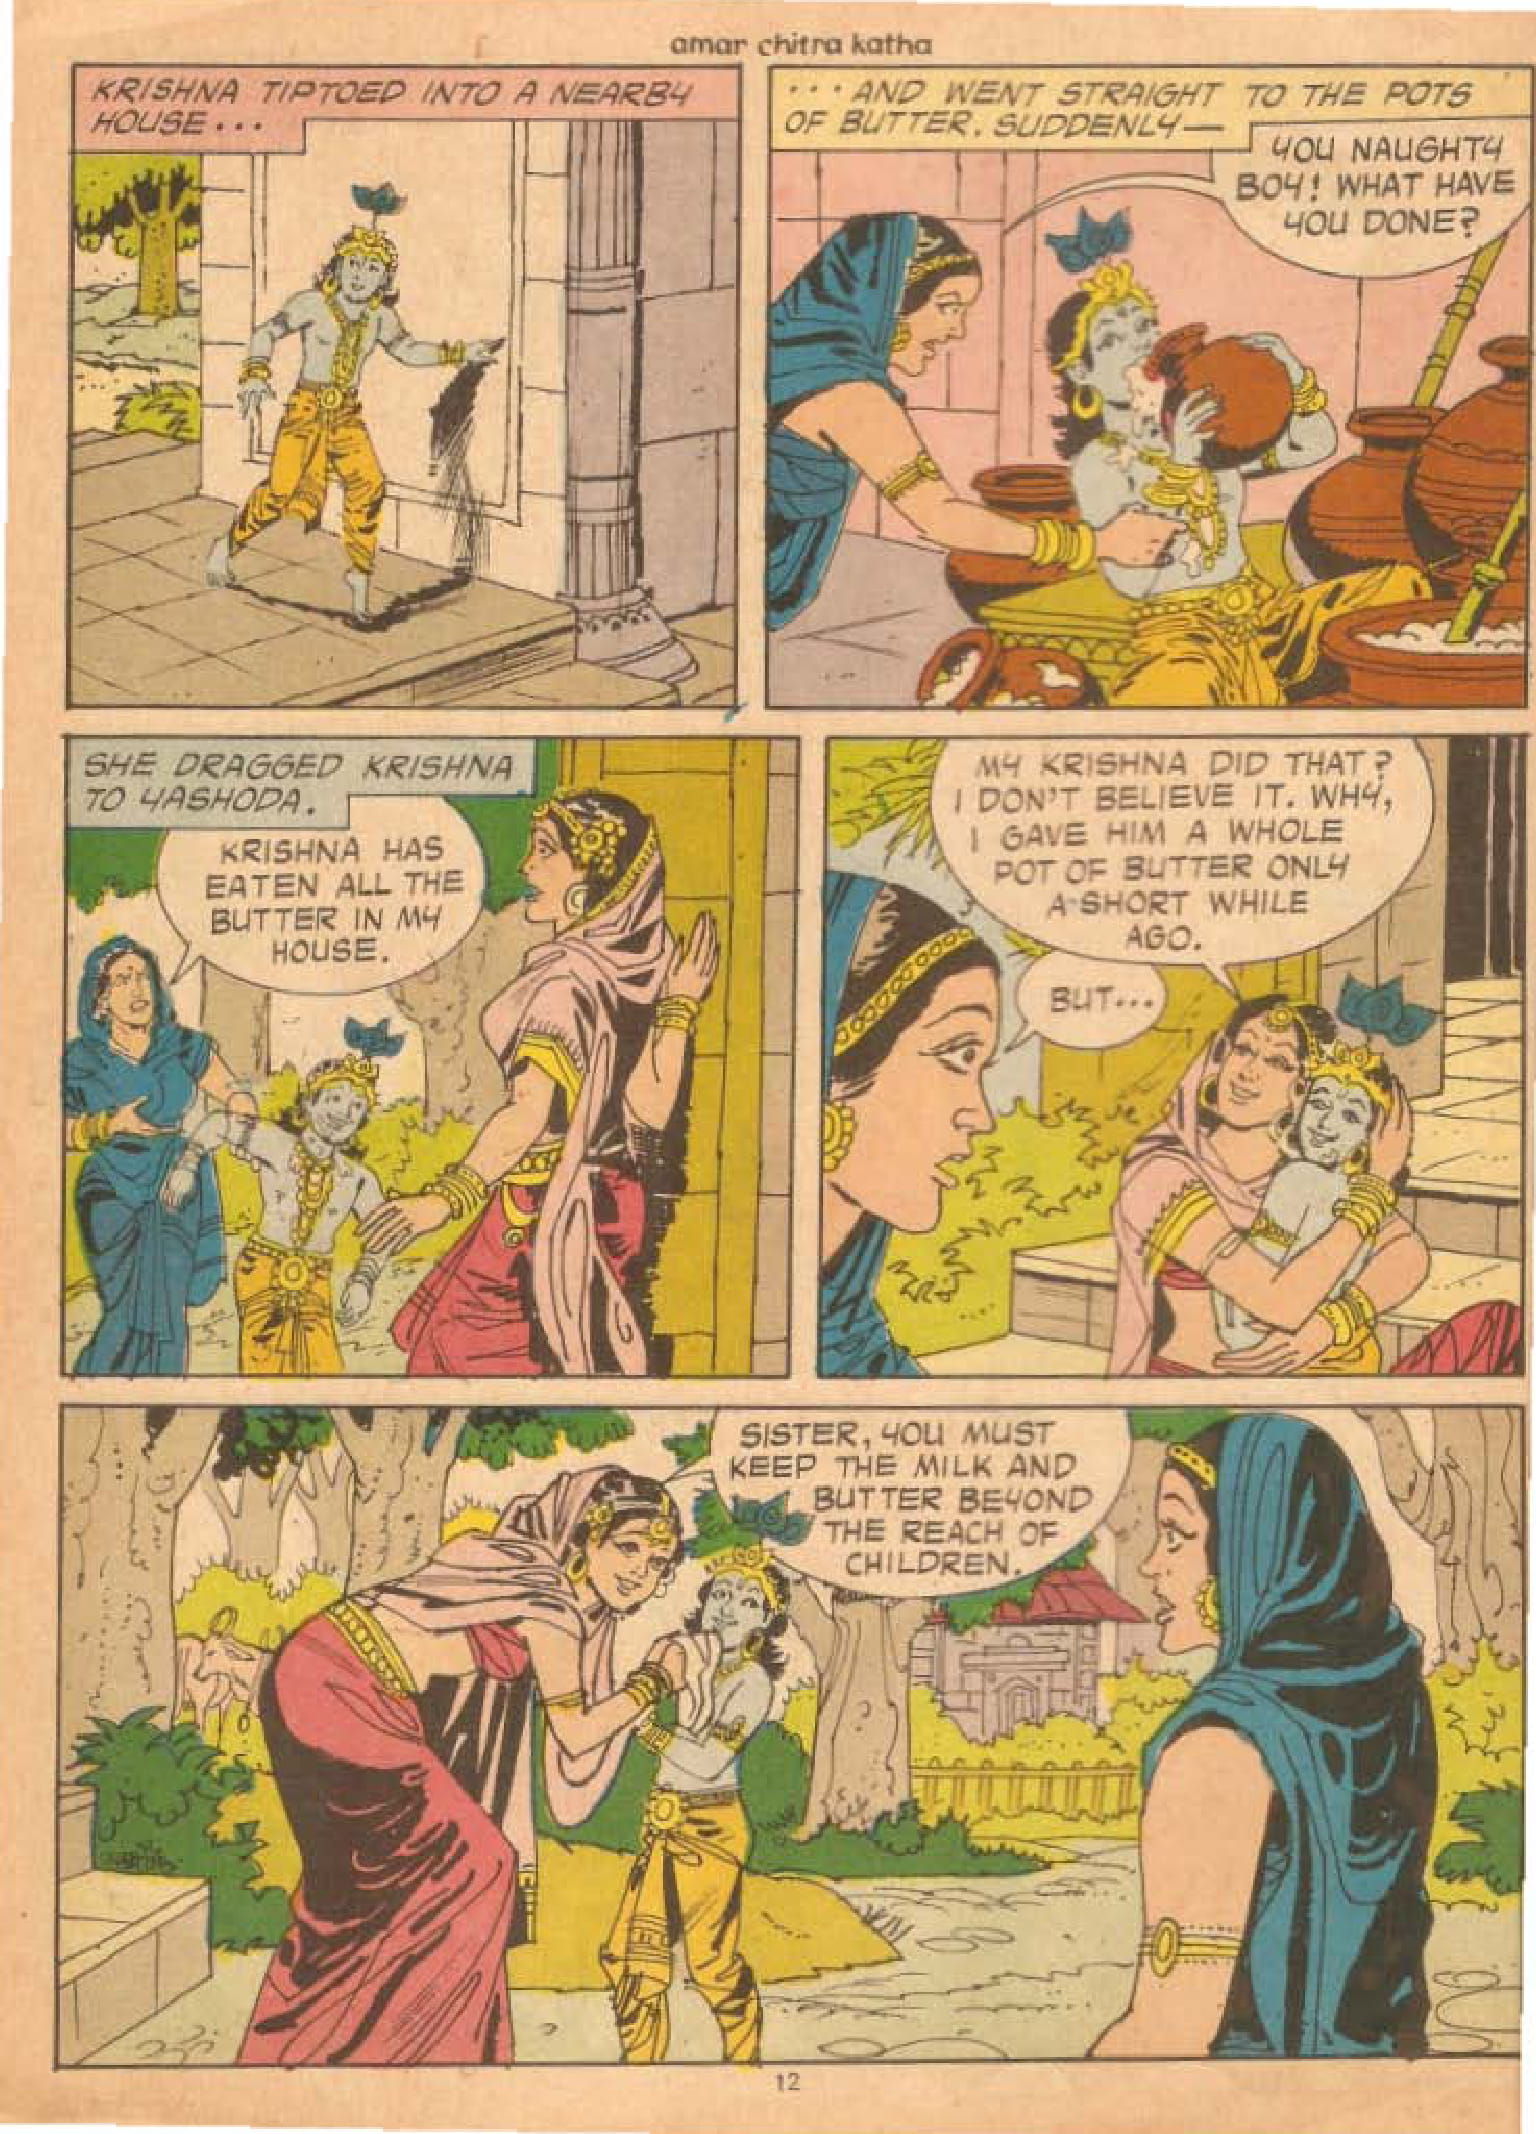 amar chitra katha
KRISHNA TIPTOED INTO A NEARBY
HOUSE...
...AND WENT STRAIGHT TO THE POTS
OF BUTTER. SUDDENLY—
YOU NAUGHTY
BOY! WHAT HAVE
YOU DONE?
SHE DRAGGED KRISHNA
TO YASHODA.
KRISHNA HAS
EATEN ALL THE
BUTTER IN MY
HOUSE.
MY KRISHNA DID THAT?
I DON'T BELIEVE IT. WHY,
I GAVE HIM A WHOLE
POT OF BUTTER ONLY
A SHORT WHILE
AGO.
BUT...
SISTER, YOU MUST
KEEP THE MILK AND
BUTTER BEYOND
THE REACH OF
CHILDREN.
12